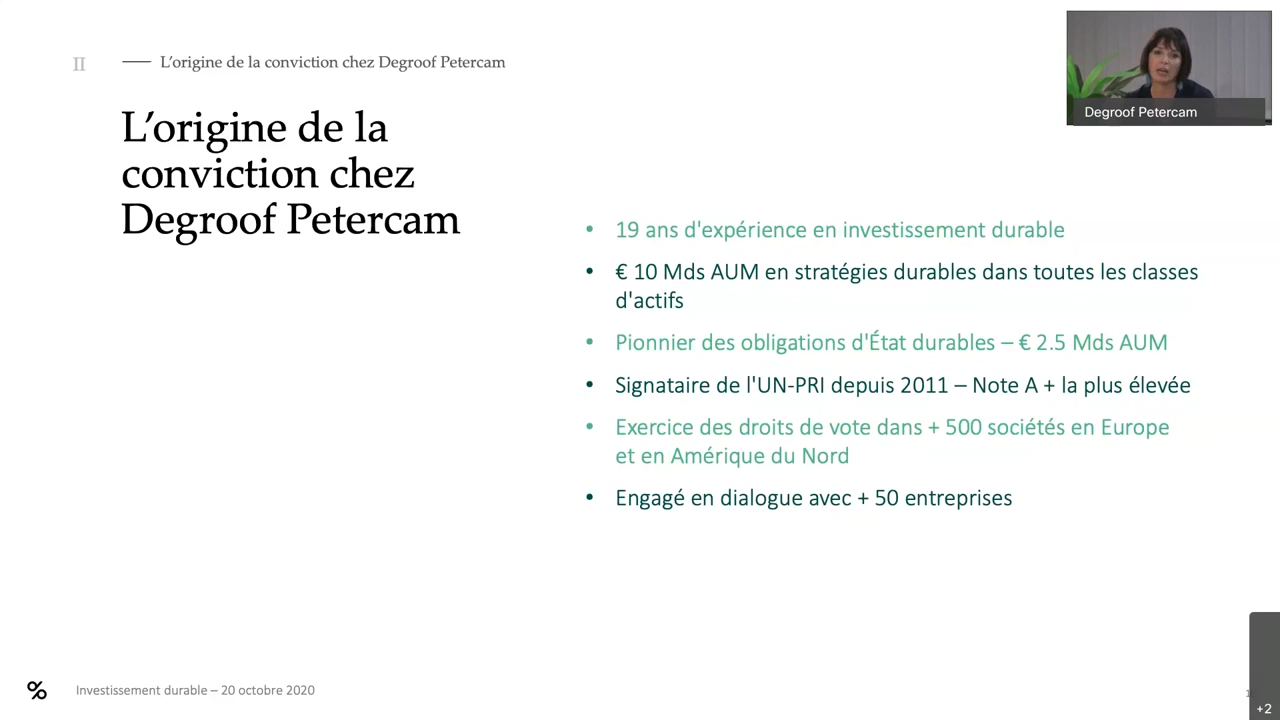 II
L'origine de la conviction chez Degroof Petercam
Degroof Petercam
L'origine de la
conviction chez
Degroof Petercam
• 19 ans d'expérience en investissement durable
• € 10 Mds AUM en stratégies durables dans toutes les classes
d'actifs
• Pionnier des obligations d'État durables – € 2.5 Mds AUM
• Signataire de l'UN-PRI depuis 2011 – Note A + la plus élevée
• Exercice des droits de vote dans + 500 sociétés en Europe
et en Amérique du Nord
• Engagé en dialogue avec + 50 entreprises
Investissement durable – 20 octobre 2020
+2